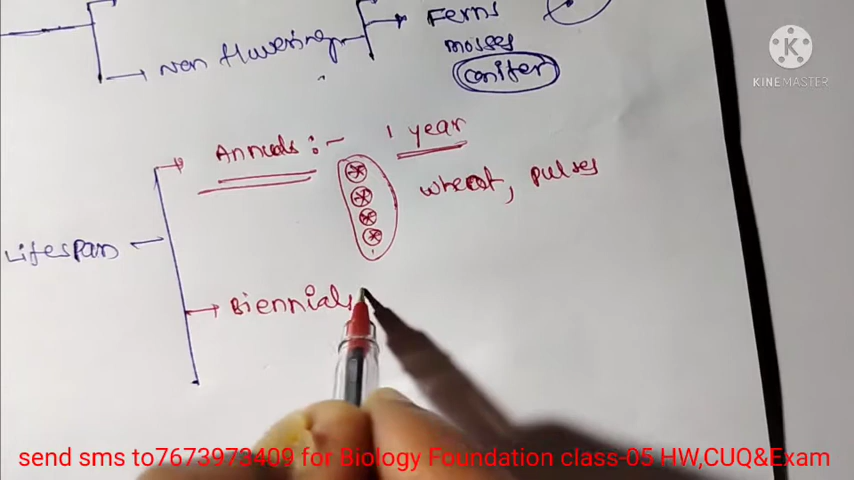 Ferns
Non flowering
mosses
conifer
KINEMASTER
Annuals :- 1 year
wheat, pulses
Lifespan
Biennials
send sms to7673973409 for Biology Foundation class-05 HW,CUQ&Exam